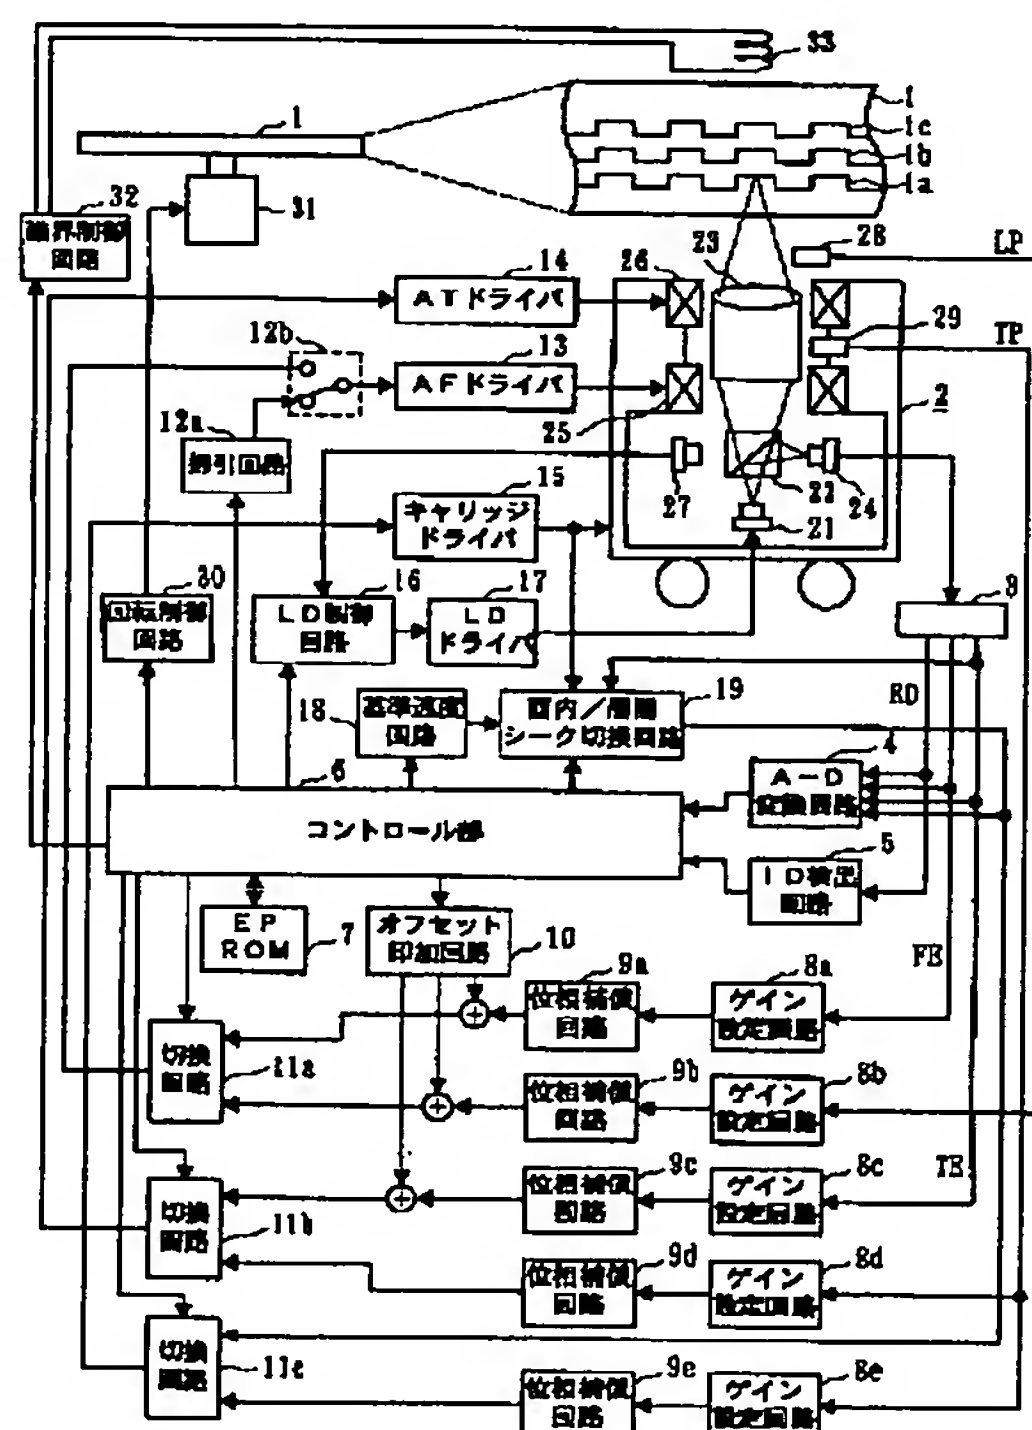 33
1
1
1c
1b
1a
32
磁界制御
回路
31
23
28
LP
26
14
ATドライバ
29
TP
12b
13
AFドライバ
2
25
12a
掃引回路
15
22
24
27
キャリッジ
ドライバ
21
30
16
17
回転制御
回路
LD制御
回路
LD
ドライバ
RD
18
基準速度
回路
19
面内/層間
シーク切換回路
6
4
A-D
変換回路
コントロール部
5
ID検出
回路
EP
ROM
7
オフセット
印加回路
10
FE
9a
8a
位相補償
回路
ゲイン
設定回路
切換
回路
11a
9b
8b
位相補償
回路
ゲイン
設定回路
9c
8c
TE
位相補償
回路
ゲイン
設定回路
切換
回路
11b
9d
8d
位相補償
回路
ゲイン
設定回路
切換
回路
11c
9e
8e
位相補償
回路
ゲイン
設定回路